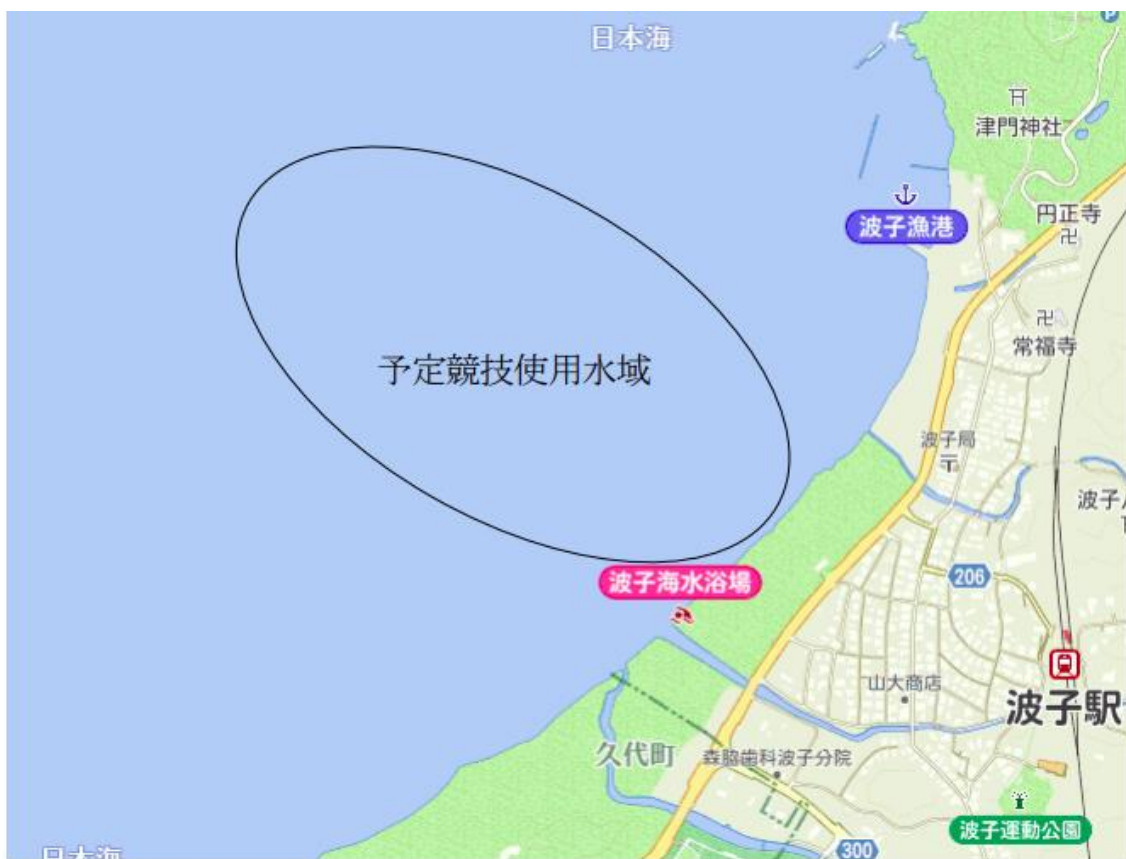 日本海
P
津門神社
波子漁港
円正寺
常福寺
予定競技使用水域
波子局
波子
206
波子海水浴場
山大商店
波子駅
久代町
森脇歯科波子分院
波子運動公園
300
日本海